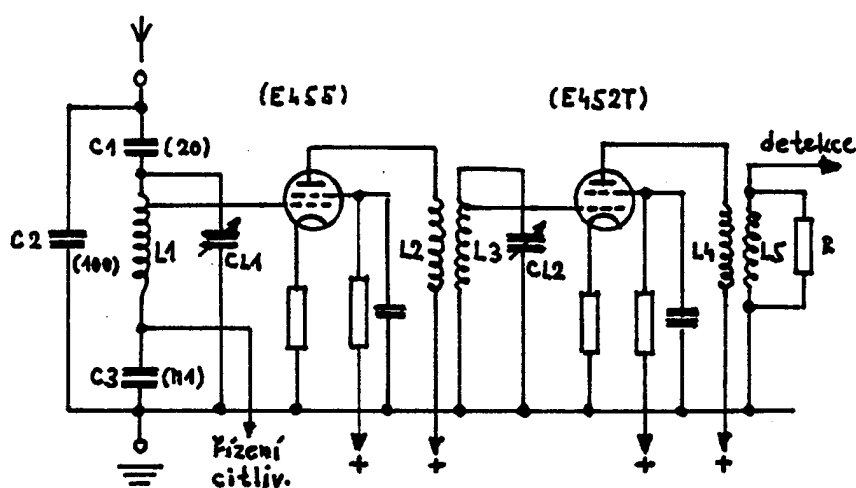 (E455)
(E452T)
detekce
C1 (20)
C2
(100)
L1
CL1
L2
L3
CL2
L4
L5
R
C3 (M1)
řízení
citliv.
+
+
+
+